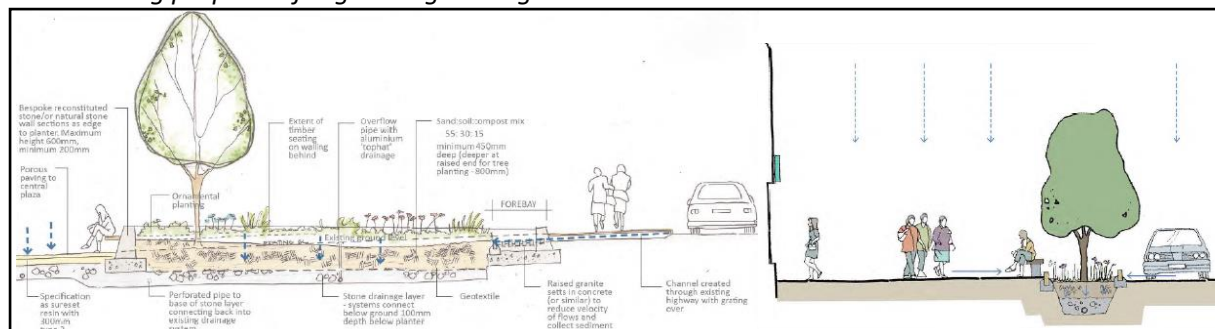 Bespoke reconstituted
stone/or natural stone
wall sections as edge
to planter. Maximum
height 600mm,
minimum 200mm
Porous
paving to
central
plaza
Ornamental
planting
Extent of
timber
seating
on walling
behind
Overflow
pipe with
aluminium
'tophat'
drainage
Sand:soil:compost mix
55: 30: 15
minimum 450mm
deep (deeper at
raised end for tree
planting - 800mm)
FOREBAY
Existing ground level
Specification
as sureset
resin with
300mm
Perforated pipe to
base of stone layer
connecting back into
existing drainage
Stone drainage layer
- systems connect
below ground 100mm
depth below planter
Geotextile
Raised granite
setts in concrete
(or similar) to
reduce velocity
of flows and
collect sediment
Channel created
through existing
highway with grating
over